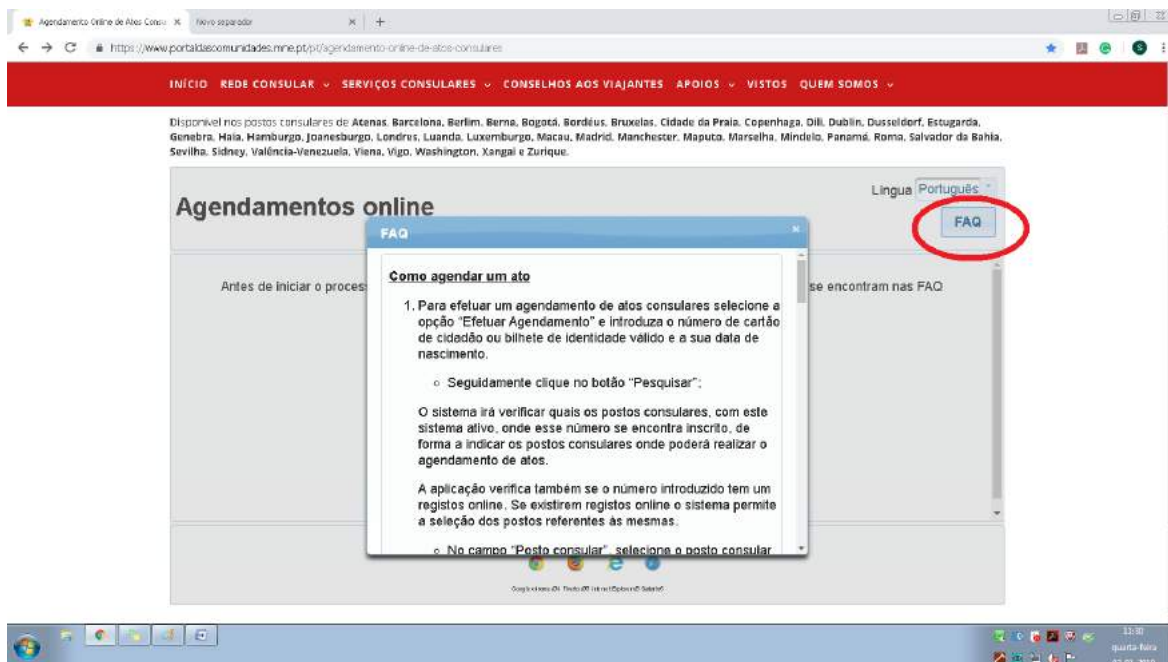 Agendamento Online de Atos Consu
Novo separador
https://www.portaldascomunidades.mne.pt/pt/agendamento-online-de-atos-consulares
INÍCIO REDE CONSULAR SERVIÇOS CONSULARES CONSELHOS AOS VIAJANTES APOIOS VISTOS QUEM SOMOS
Disponível nos postos consulares de Atenas, Barcelona, Berlim, Berna, Bogotá, Bordéus, Bruxelas, Cidade da Praia, Copenhaga, Dili, Dublin, Dusseldorf, Estugarda,
Genebra, Haia, Hamburgo, Joanesburgo, Londres, Luanda, Luxemburgo, Macau, Madrid, Manchester, Maputo, Marselha, Mindelo, Panamá, Roma, Salvador da Bahia,
Sevilha, Sidney, Valência-Venezuela, Viena, Vigo, Washington, Xangai e Zurique.
Língua Português
Agendamentos online
FAQ
FAQ
Antes de iniciar o proces
se encontram nas FAQ
Como agendar um ato
1. Para efetuar um agendamento de atos consulares selecione a
opção "Efetuar Agendamento" e introduza o número de cartão
de cidadão ou bilhete de identidade válido e a sua data de
nascimento.
Seguidamente clique no botão "Pesquisar";
O sistema irá verificar quais os postos consulares, com este
sistema ativo, onde esse número se encontra inscrito, de
forma a indicar os postos consulares onde poderá realizar o
agendamento de atos.
A aplicação verifica também se o número introduzido tem um
registos online. Se existirem registos online o sistema permite
a seleção dos postos referentes às mesmas.
No campo "Posto consular", selecione o posto consular
11:30
quarta-feira